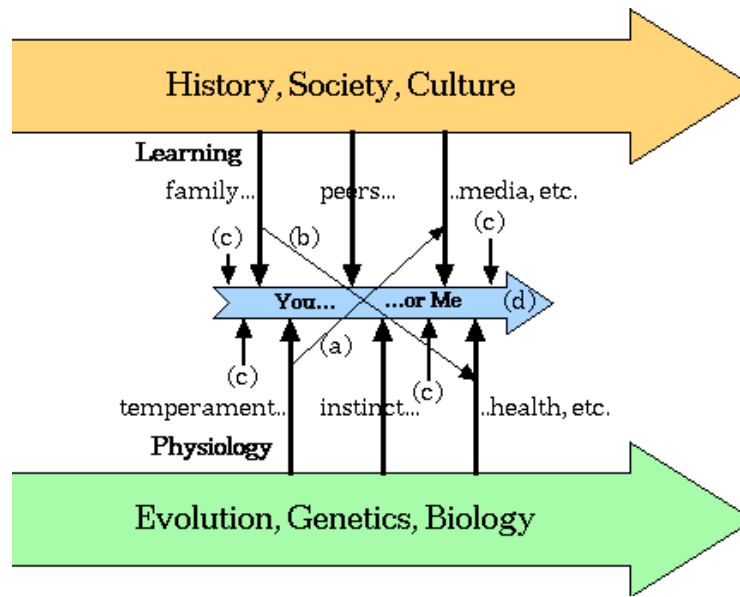 History, Society, Culture
Learning
family... peers... ..media, etc.
(c) (b) (c)
You... ...or Me (d)
(c) (a) (c)
temperament.. instinct... ..health, etc.
Physiology
Evolution, Genetics, Biology